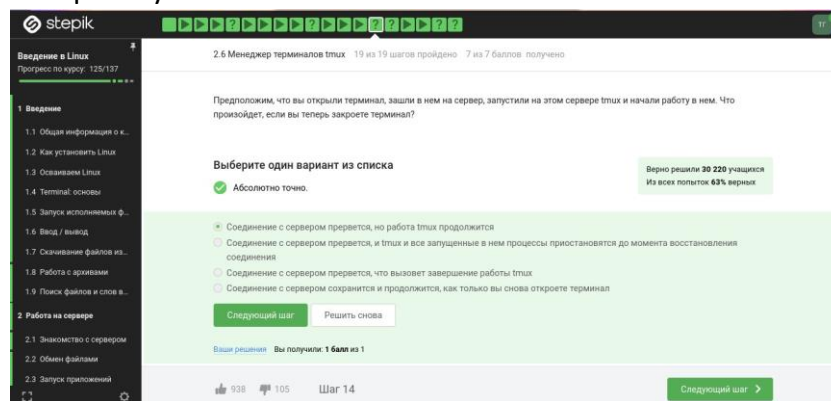 stepik
Введение в Linux
Прогресс по курсу: 125/137
1 Введение
1.1 Общая информация о к...
1.2 Как установить Linux
1.3 Осваиваем Linux
1.4 Terminal: основы
1.5 Запуск исполняемых ф...
1.6 Ввод / вывод
1.7 Скачивание файлов из...
1.8 Работа с архивами
1.9 Поиск файлов и слов в...
2 Работа на сервере
2.1 Знакомство с сервером
2.2 Обмен файлами
2.3 Запуск приложений
2.6 Менеджер терминалов tmux 19 из 19 шагов пройдено 7 из 7 баллов получено
Предположим, что вы открыли терминал, зашли в нем на сервер, запустили на этом сервере tmux и начали работу в нем. Что
произойдет, если вы теперь закроете терминал?
Выберите один вариант из списка
Абсолютно точно.
Верно решили 30 220 учащихся
Из всех попыток 63% верных
Соединение с сервером прервется, но работа tmux продолжится
Соединение с сервером прервется, и tmux и все запущенные в нем процессы приостановятся до момента восстановления
соединения
Соединение с сервером прервется, что вызовет завершение работы tmux
Соединение с сервером сохранится и продолжится, как только вы снова откроете терминал
Следующий шаг
Решить снова
Ваши решения Вы получили: 1 балл из 1
938 105 Шаг 14
Следующий шаг